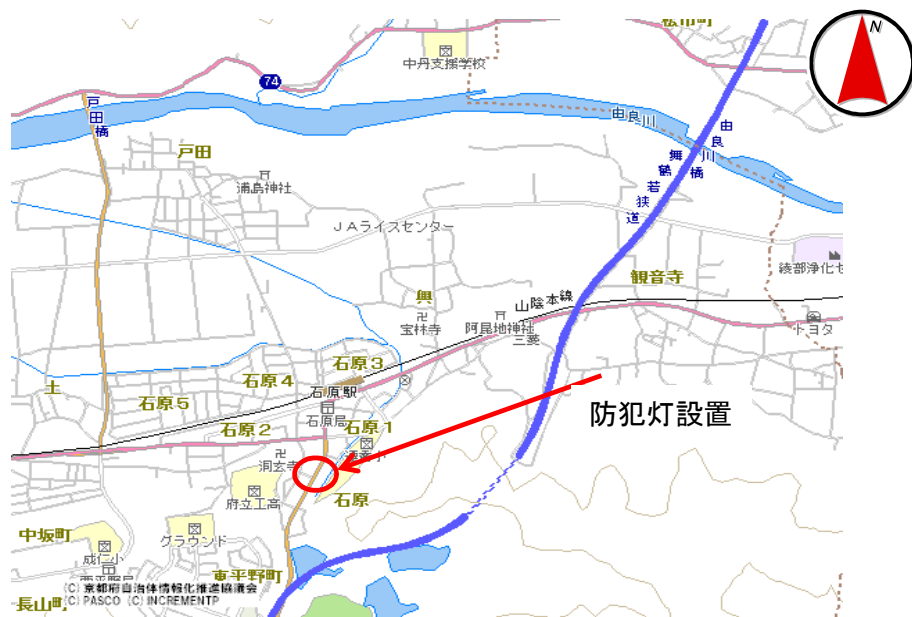 桧市町
N
中丹支援学校
74
戸田橋
由良川
由良川橋
戸田
舞鶴若狭道
浦島神社
JAライスセンター
綾部浄化セ
観音寺
興
山陰本線
宝林寺
阿昆地神社
三菱
トヨタ
石原3
石原4
石原駅
土
石原5
石原局
石原1
石原2
防犯灯設置
洞玄寺
石原
府立工高
中坂町
グラウンド
成仁小
東平野町
長山町
(C) 京都府自治体情報化推進協議会
(C) PASCO (C) INCREMENTP